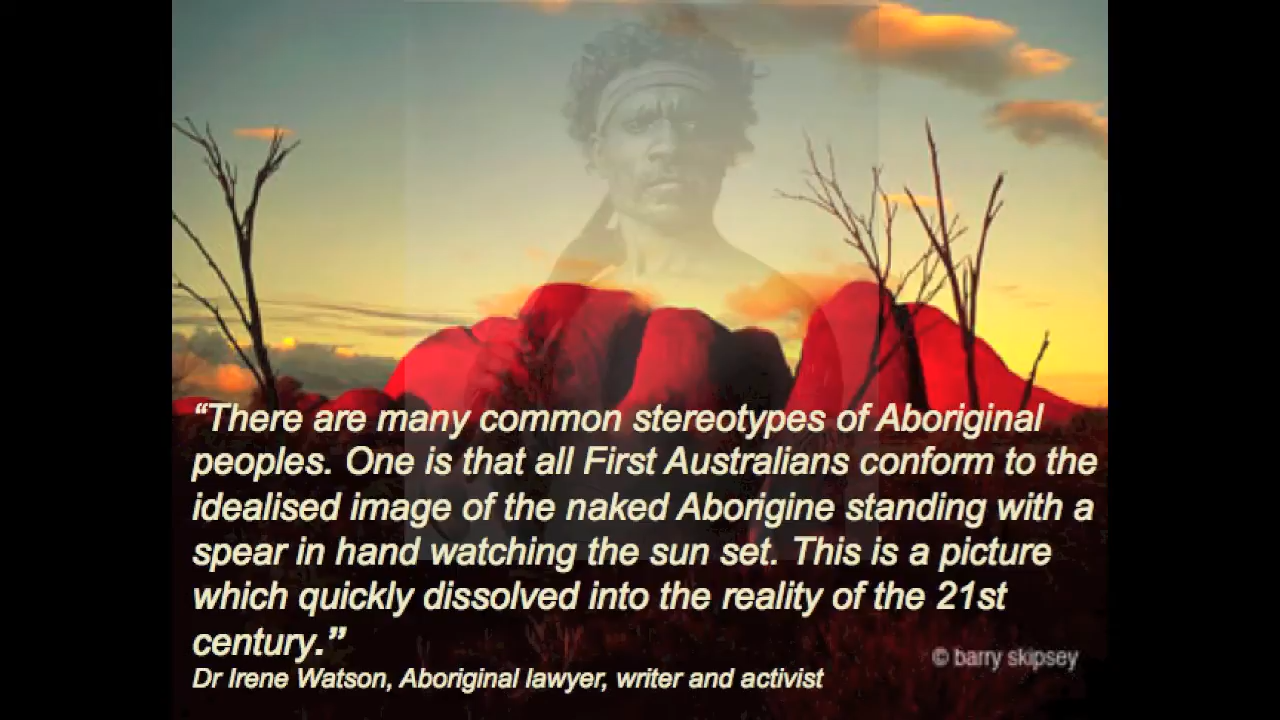 “There are many common stereotypes of Aboriginal
peoples. One is that all First Australians conform to the
idealised image of the naked Aborigine standing with a
spear in hand watching the sun set. This is a picture
which quickly dissolved into the reality of the 21st
century.”
© barry skipsey
Dr Irene Watson, Aboriginal lawyer, writer and activist